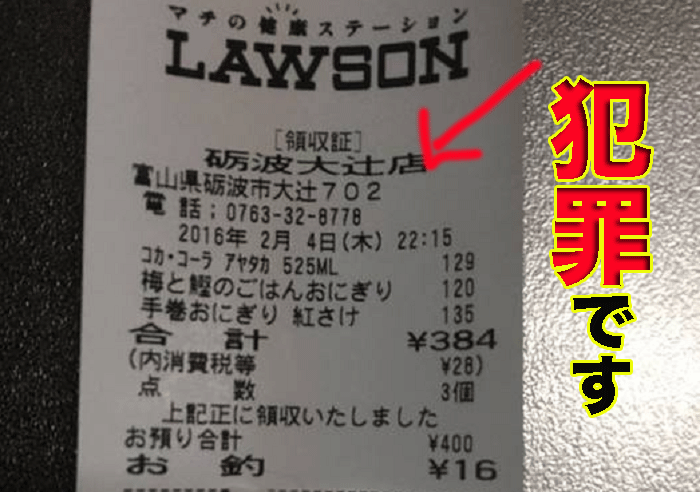 マチの健康ステーション
LAWSON
[領収証]
砺波大辻店
富山県砺波市大辻702
電 話;0763-32-8778
2016年 2月 4日(木) 22:15
コカ・コーラ アヤタカ 525ML 129
梅と鰹のごはんおにぎり 120
手巻おにぎり 紅さけ 135
合 計 ¥384
(内消費税等 ¥28)
点 数 3個
上記正に領収いたしました
お預り合計 ¥400
お 釣 ¥16
犯罪です